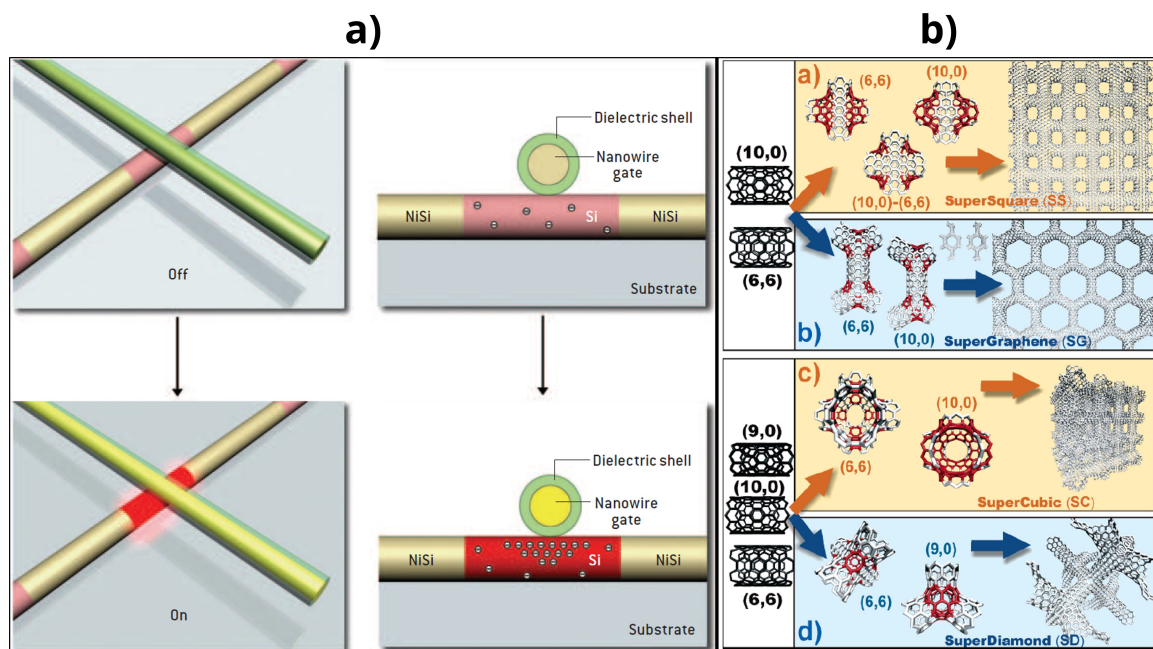 a)
b)
Off
Dielectric shell
Nanowire
gate
NiSi
Si
NiSi
Substrate
On
Dielectric shell
Nanowire
gate
NiSi
Si
NiSi
Substrate
(10,0)
(6,6)
a)
(6,6)
(10,0)
(10,0)-(6,6)
SuperSquare (SS)
b)
(6,6)
(10,0)
SuperGraphene (SG)
(9,0)
(10,0)
(6,6)
c)
(6,6)
(10,0)
SuperCubic (SC)
d)
(6,6)
(9,0)
SuperDiamond (SD)